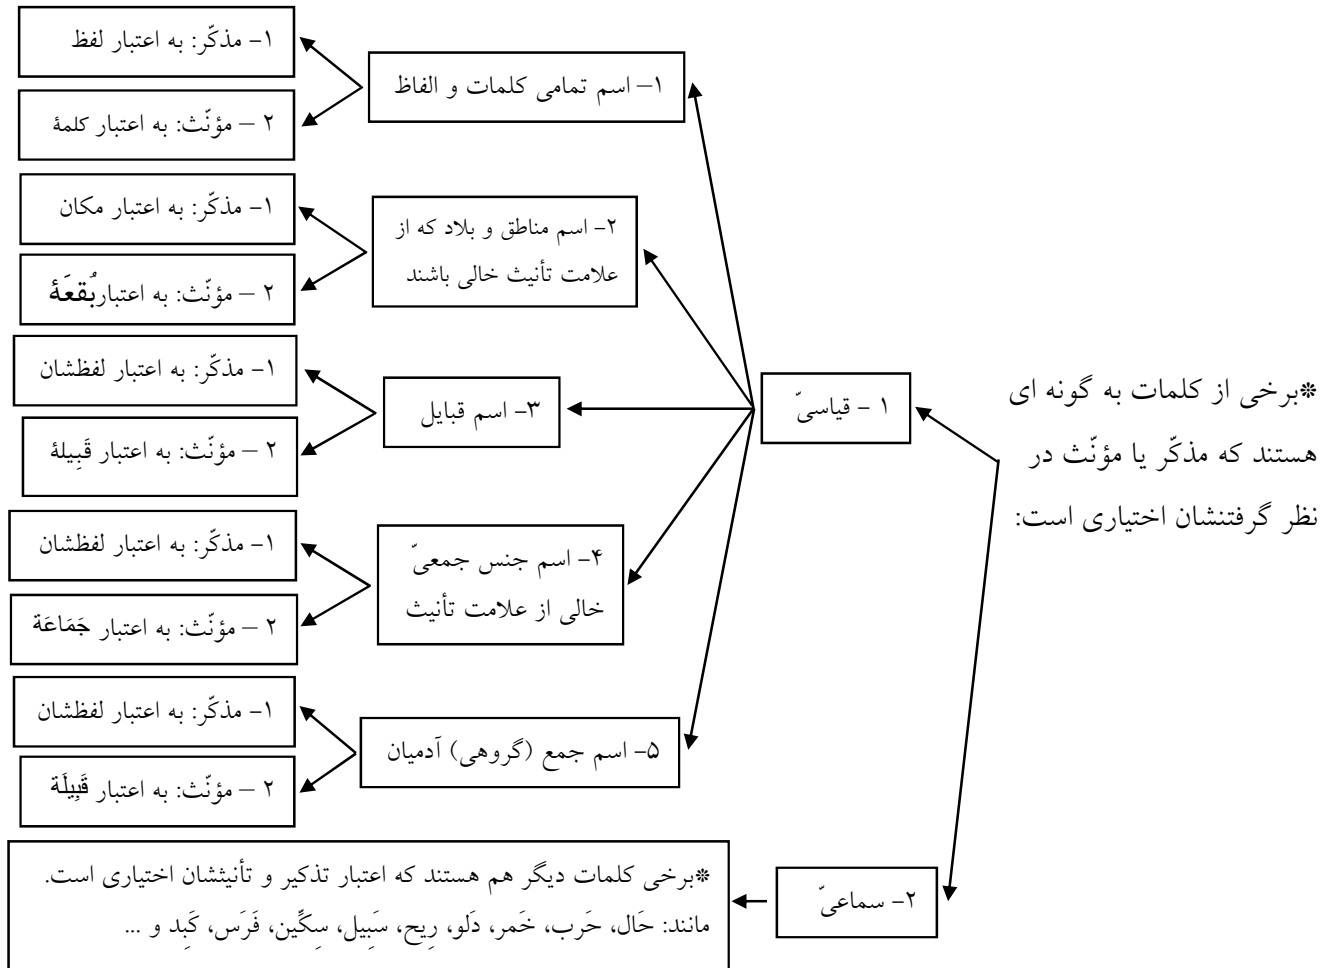 *برخی از کلمات به گونه ای
هستند که مذکّر یا مؤنّث در
نظر گرفتنشان اختیاری است:
۱ - قیاسیّ
۱– اسم تمامی کلمات و الفاظ
۱- مذکّر: به اعتبار لفظ
۲ – مؤنّث: به اعتبار کلمۀ
۲- اسم مناطق و بلاد که از
علامت تأنیث خالی باشند
۱- مذکّر: به اعتبار مکان
۲ – مؤنّث: به اعتبار بُقعَۀ
۳- اسم قبایل
۱- مذکّر: به اعتبار لفظشان
۲ – مؤنّث: به اعتبار قَبِیلۀ
۴- اسم جنس جمعیّ
خالی از علامت تأنیث
۱- مذکّر: به اعتبار لفظشان
۲ – مؤنّث: به اعتبار جَمَاعَة
۵- اسم جمع (گروهی) آدمیان
۱- مذکّر: به اعتبار لفظشان
۲ – مؤنّث: به اعتبار قَبِيلَة
۲- سماعیّ
*برخی کلمات دیگر هم هستند که اعتبار تذکیر و تأنیثشان اختیاری است.
مانند: حَال، حَرب، خَمر، دَلو، رِیح، سَبِیل، سِکِّین، فَرَس، کَبِد و ...